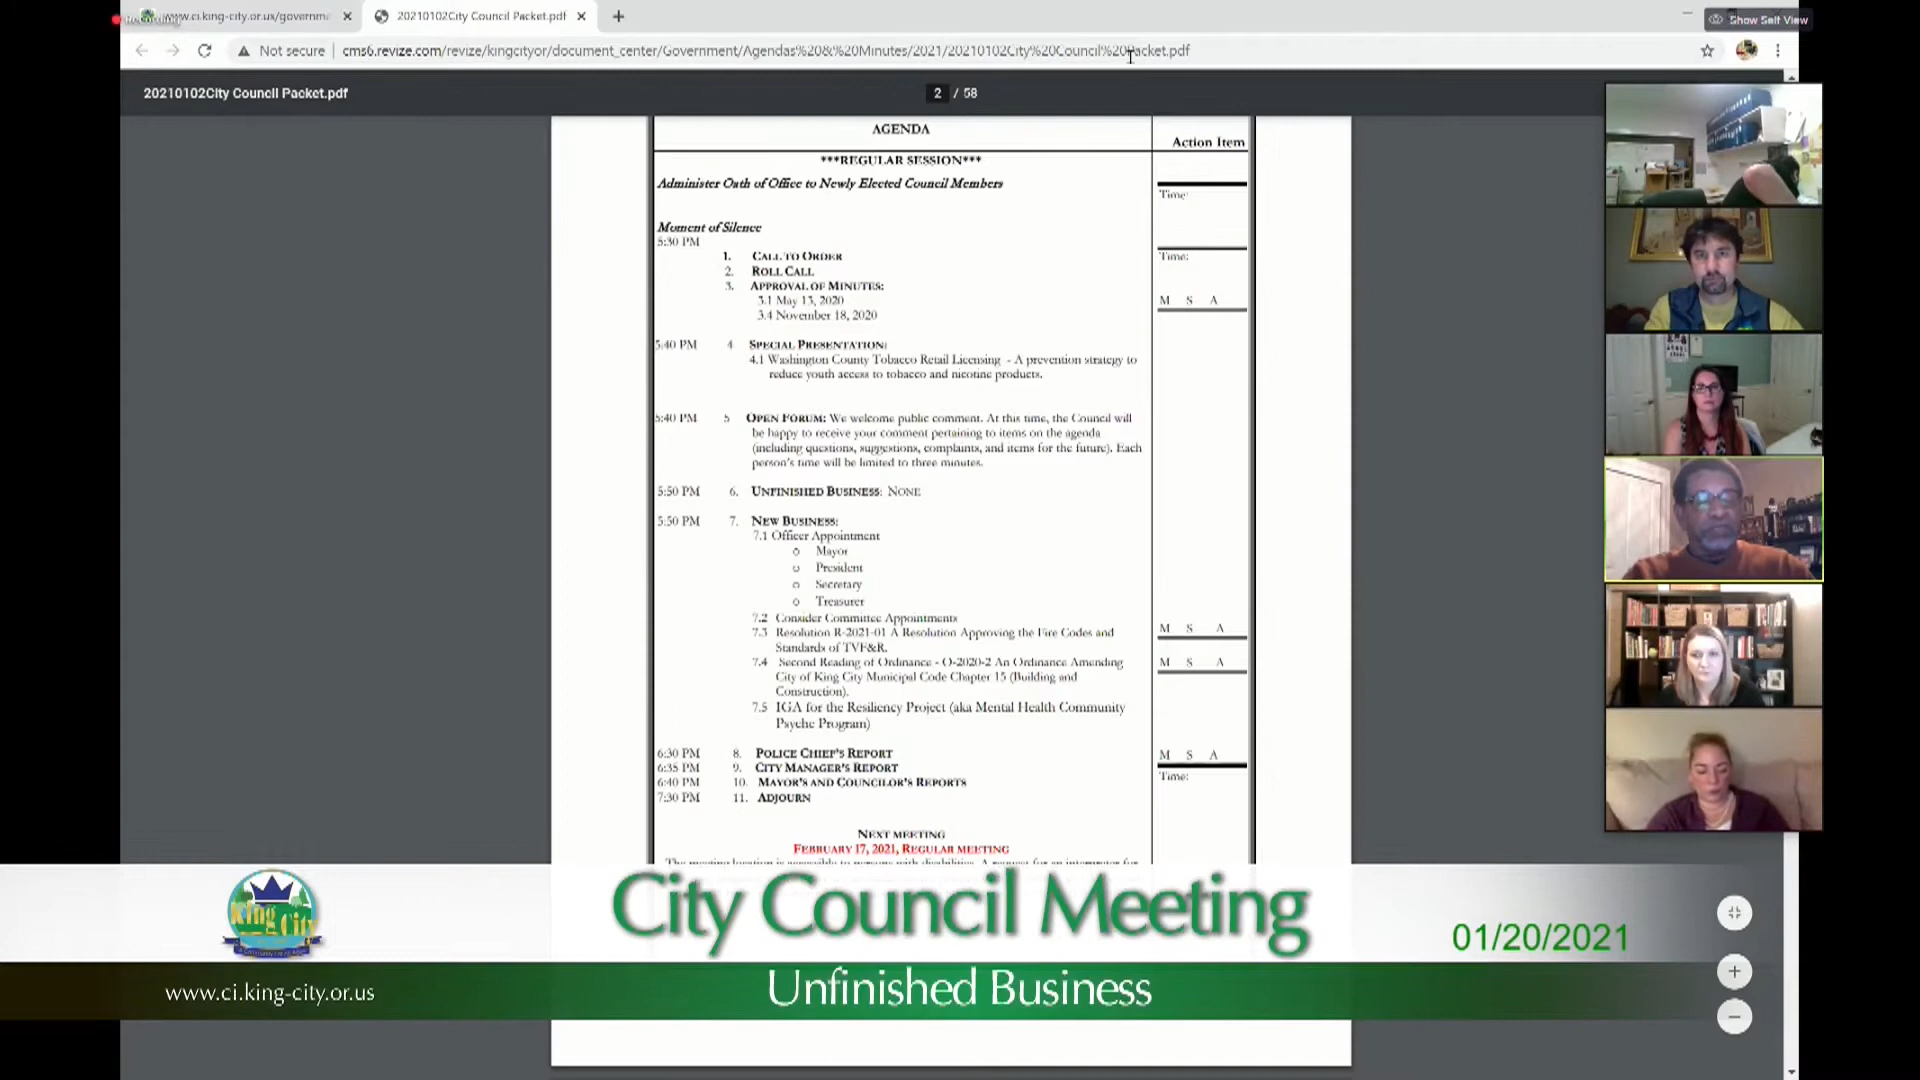 www.ci.king-city.or.us/governm
20210102City Council Packet.pdf
Show Self View
Not secure
cms6.revize.com/revize/kingcityor/document_center/Government/Agendas%20&%20Minutes/2021/20210102City%20Council%20Packet.pdf
20210102City Council Packet.pdf
2 / 58
AGENDA
Action Item
***REGULAR SESSION***
Administer Oath of Office to Newly Elected Council Members
Time:
Moment of Silence
5:30 PM
1. CALL TO ORDER
Time:
2. ROLL CALL
3. APPROVAL OF MINUTES:
3.1 May 13, 2020
M S A
3.4 November 18, 2020
5:40 PM 4 SPECIAL PRESENTATION:
4.1 Washington County Tobacco Retail Licensing - A prevention strategy to
reduce youth access to tobacco and nicotine products.
5:40 PM 5 OPEN FORUM: We welcome public comment. At this time, the Council will
be happy to receive your comment pertaining to items on the agenda
(including questions, suggestions, complaints, and items for the future). Each
person's time will be limited to three minutes.
5:50 PM 6. UNFINISHED BUSINESS: NONE
5:50 PM 7. NEW BUSINESS:
7.1 Officer Appointment
o Mayor
o President
o Secretary
o Treasurer
7.2 Consider Committee Appointments
7.3 Resolution R-2021-01 A Resolution Approving the Fire Codes and
M S A
Standards of TVF&R.
7.4 Second Reading of Ordinance - O-2020-2 An Ordinance Amending
M S A
City of King City Municipal Code Chapter 15 (Building and
Construction).
7.5 IGA for the Resiliency Project (aka Mental Health Community
Psyche Program)
6:30 PM 8. POLICE CHIEF'S REPORT
M S A
6:35 PM 9. CITY MANAGER'S REPORT
Time:
6:40 PM 10. MAYOR'S AND COUNCILOR'S REPORTS
7:30 PM 11. ADJOURN
NEXT MEETING
FEBRUARY 17, 2021, REGULAR MEETING
King City
City Council Meeting
01/20/2021
www.ci.king-city.or.us
Unfinished Business